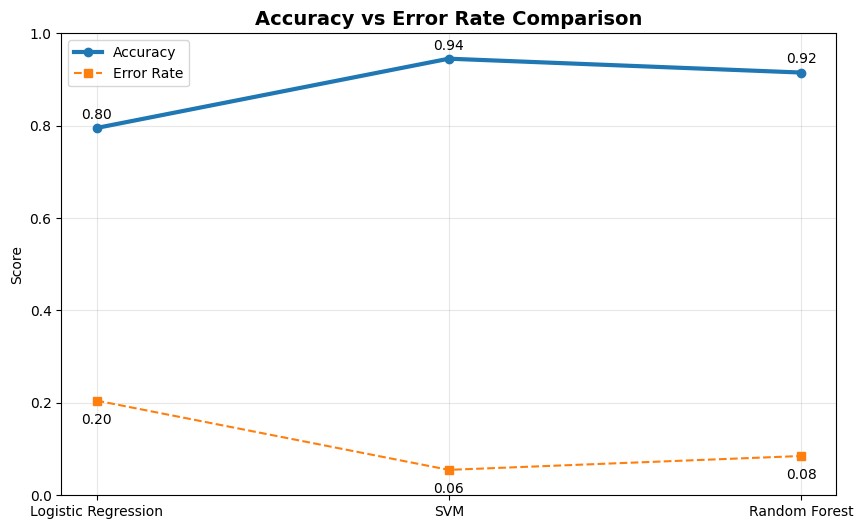 Accuracy vs Error Rate Comparison
1.0
0.8
0.6
0.4
0.2
0.0
Score
Accuracy
Error Rate
0.80
0.94
0.92
0.20
0.06
0.08
Logistic Regression
SVM
Random Forest